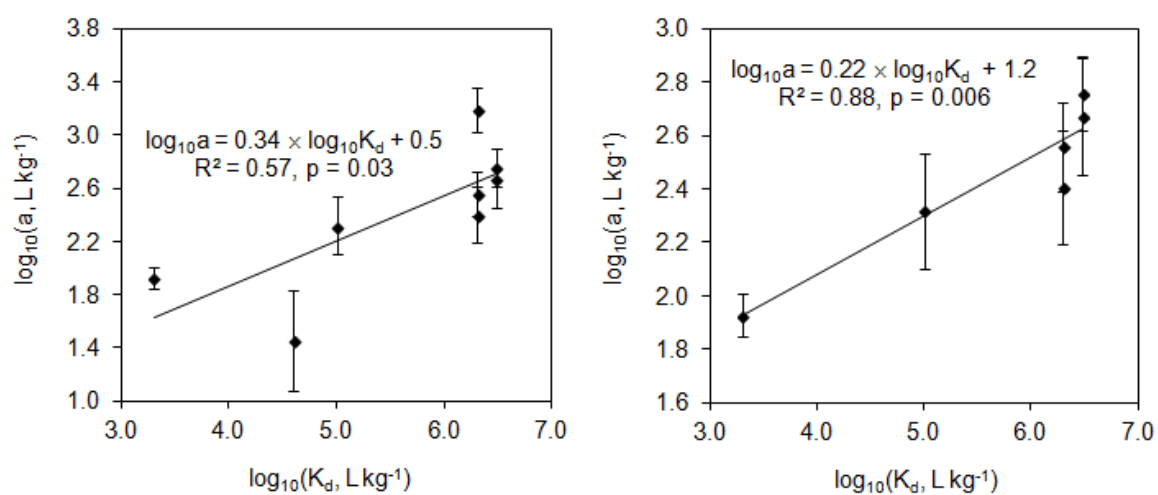 3.8
3.4
3.0
2.6
2.2
1.8
1.4
1.0
log₁₀(a, L kg⁻¹)
log₁₀a = 0.34 × log₁₀K_d + 0.5
R² = 0.57, p = 0.03
3.0 4.0 5.0 6.0 7.0
log₁₀(K_d, L kg⁻¹)
3.0
2.8
2.6
2.4
2.2
2.0
1.8
1.6
log₁₀(a, L kg⁻¹)
log₁₀a = 0.22 × log₁₀K_d + 1.2
R² = 0.88, p = 0.006
3.0 4.0 5.0 6.0 7.0
log₁₀(K_d, L kg⁻¹)